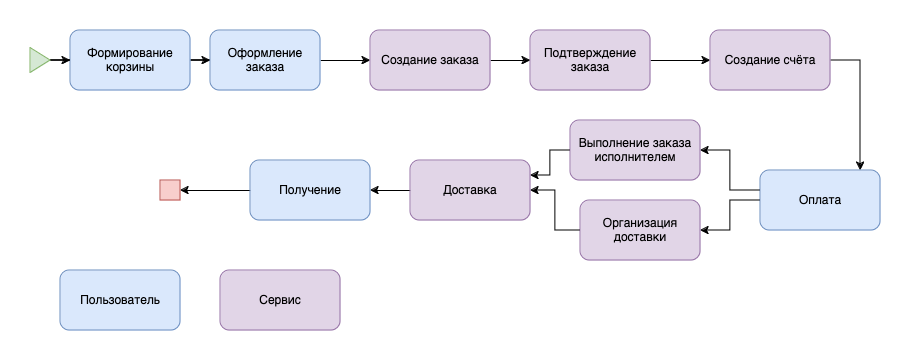 Формирование
корзины
Оформление
заказа
Создание заказа
Подтверждение
заказа
Создание счёта
Выполнение заказа
исполнителем
Получение
Доставка
Оплата
Организация
доставки
Пользователь
Сервис